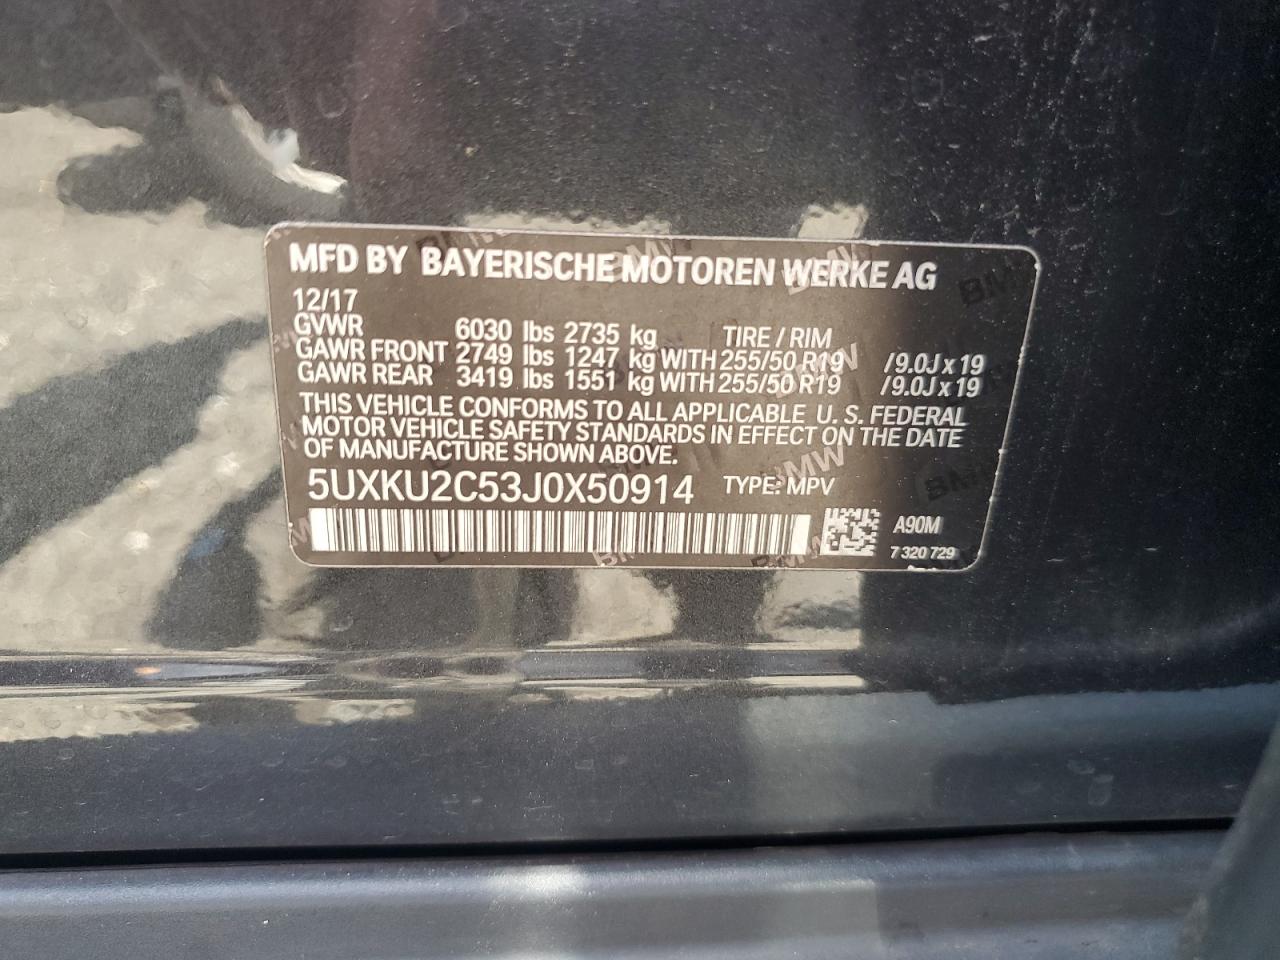 MFD BY BAYERISCHE MOTOREN WERKE AG
12/17
GVWR 6030 lbs 2735 kg TIRE / RIM
GAWR FRONT 2749 lbs 1247 kg WITH 255/50 R19 /9.0J x 19
GAWR REAR 3419 lbs 1551 kg WITH 255/50 R19 /9.0J x 19
THIS VEHICLE CONFORMS TO ALL APPLICABLE U. S. FEDERAL
MOTOR VEHICLE SAFETY STANDARDS IN EFFECT ON THE DATE
OF MANUFACTURE SHOWN ABOVE.
5UXKU2C53J0X50914 TYPE: MPV
A90M
7 320 729